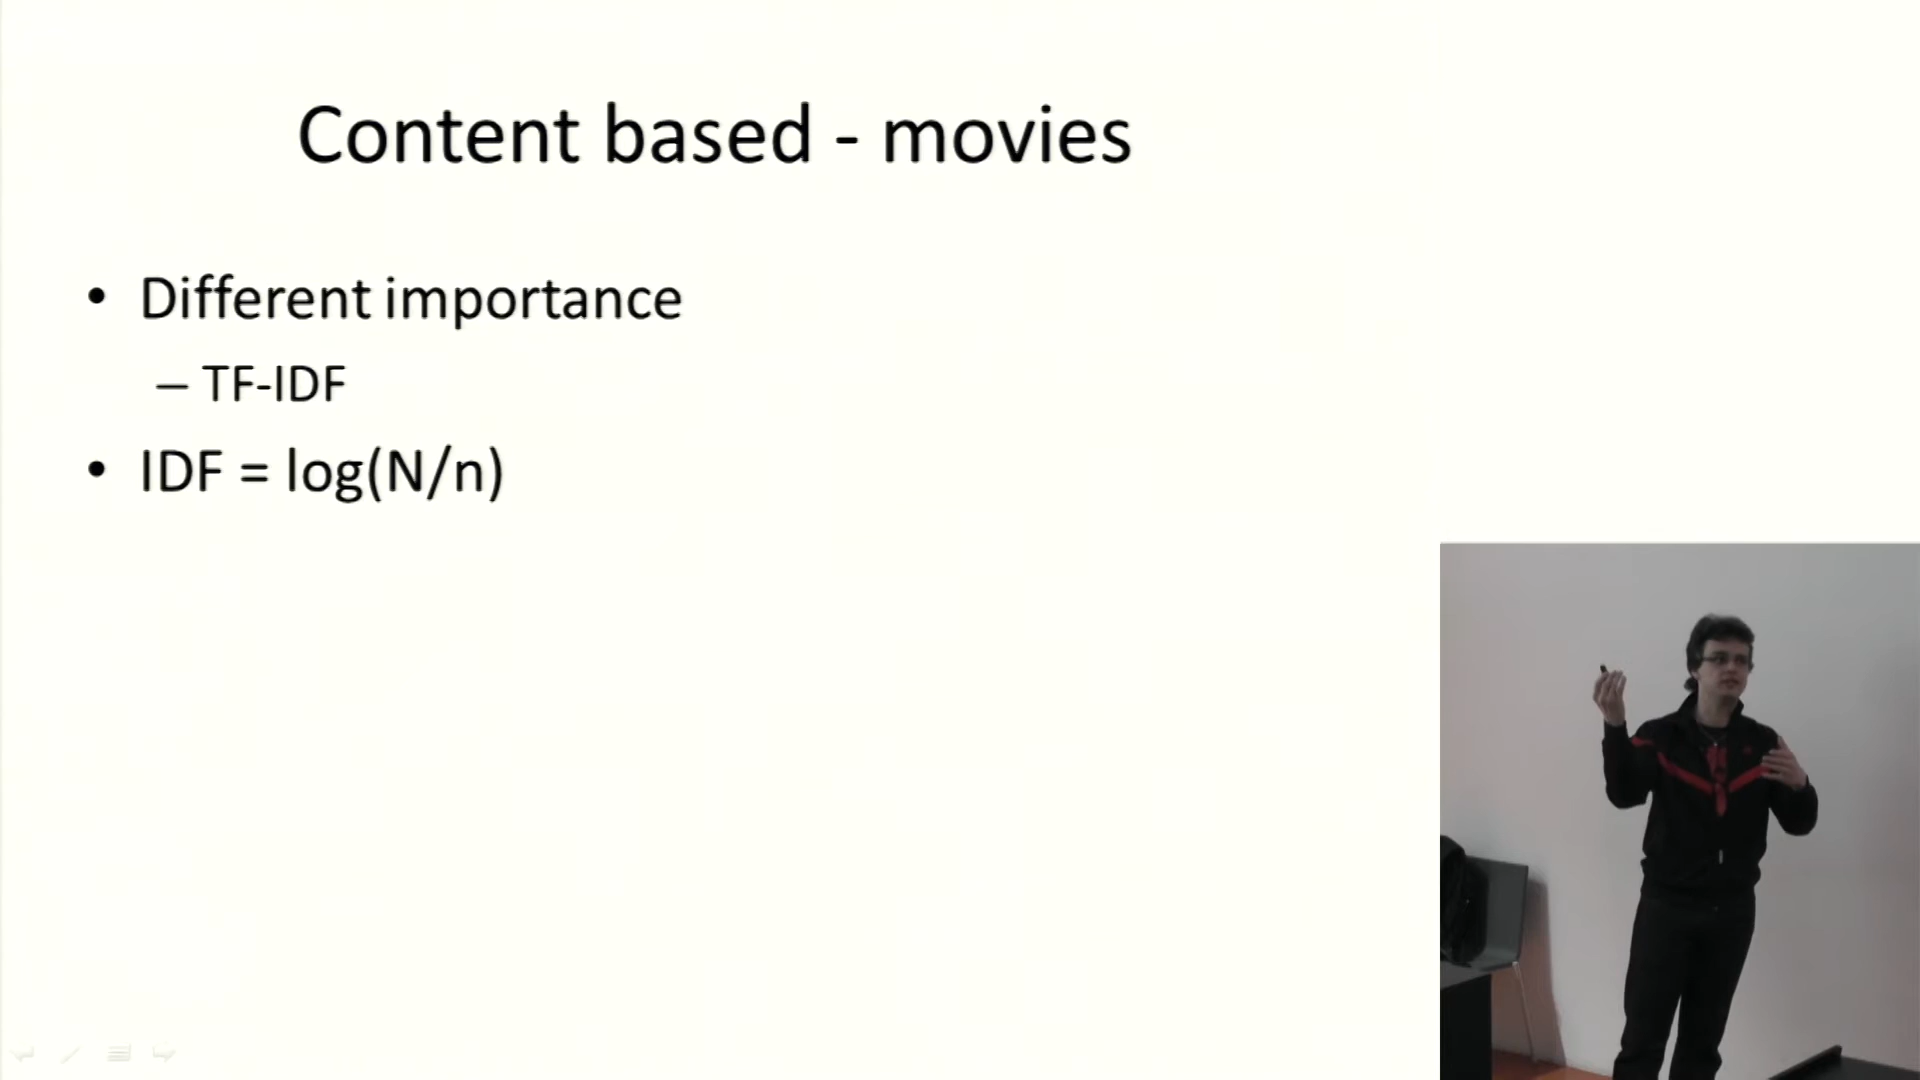 Content based - movies
• Different importance
– TF-IDF
• IDF = log(N/n)